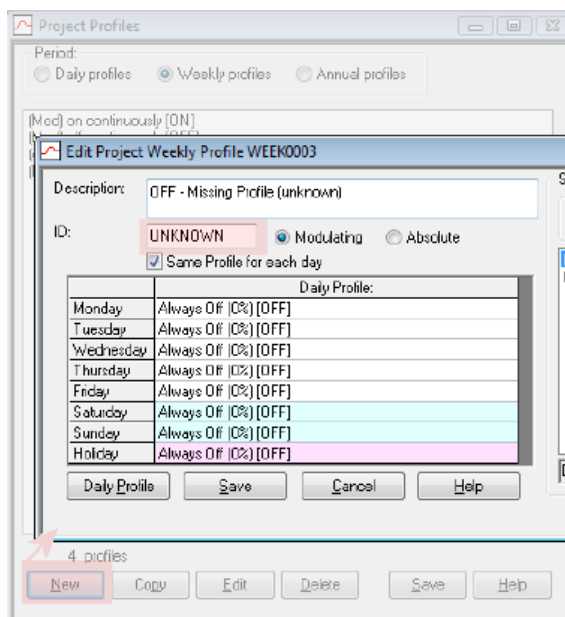 Project Profiles
Period:
Daily profiles Weekly profiles Annual profiles
(Mod) on continuously [ON]
Edit Project Weekly Profile WEEK0003
Description: OFF - Missing Profile (unknown)
ID: UNKNOWN Modulating Absolute
Same Profile for each day
Daily Profile:
Monday Always Off (0%) [OFF]
Tuesday Always Off (0%) [OFF]
Wednesday Always Off (0%) [OFF]
Thursday Always Off (0%) [OFF]
Friday Always Off (0%) [OFF]
Saturday Always Off (0%) [OFF]
Sunday Always Off (0%) [OFF]
Holiday Always Off (0%) [OFF]
Daily Profile Save Cancel Help
4 profiles
New Copy Edit Delete Save Help